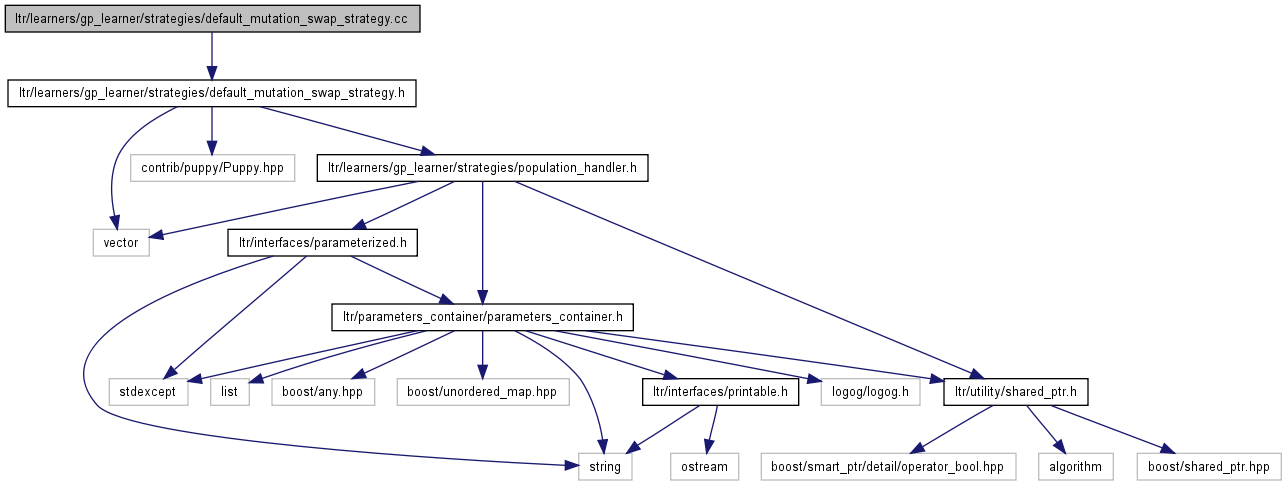 ltr/learners/gp_learner/strategies/default_mutation_swap_strategy.cc
ltr/learners/gp_learner/strategies/default_mutation_swap_strategy.h
contrib/puppy/Puppy.hpp
ltr/learners/gp_learner/strategies/population_handler.h
vector
ltr/interfaces/parameterized.h
ltr/parameters_container/parameters_container.h
stdexcept
list
boost/any.hpp
boost/unordered_map.hpp
ltr/interfaces/printable.h
logog/logog.h
ltr/utility/shared_ptr.h
string
ostream
boost/smart_ptr/detail/operator_bool.hpp
algorithm
boost/shared_ptr.hpp